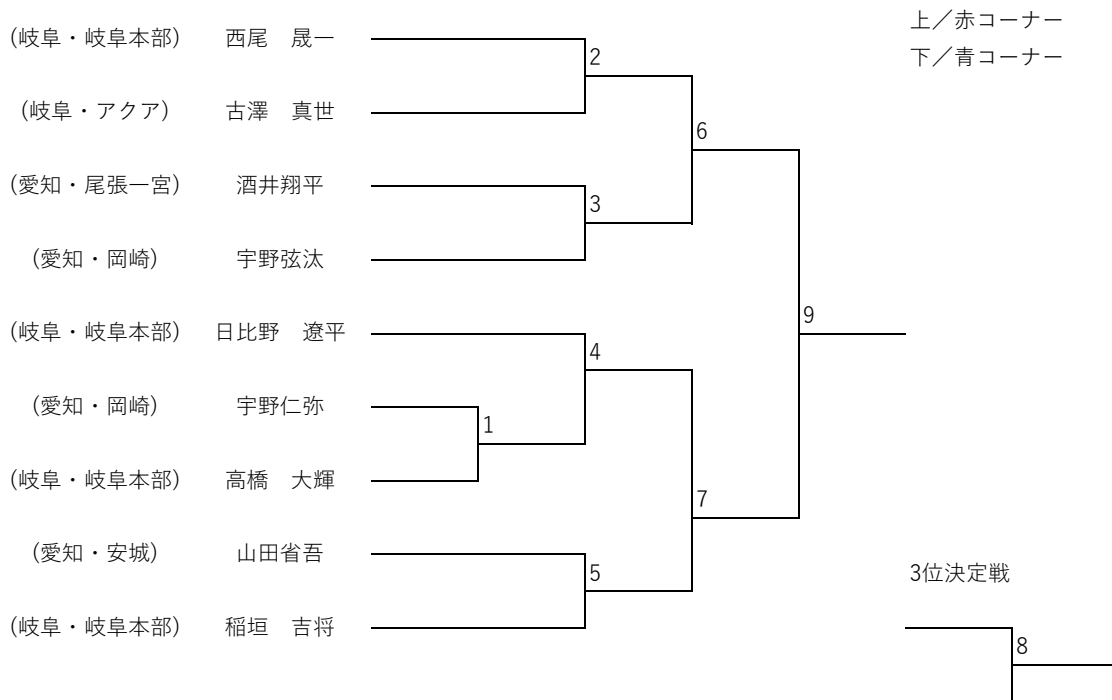 上／赤コーナー
(岐阜・岐阜本部) 西尾　晟一
2
下／青コーナー
(岐阜・アクア) 古澤　真世
6
(愛知・尾張一宮) 酒井翔平
3
(愛知・岡崎) 宇野弦汰
9
(岐阜・岐阜本部) 日比野　遼平
4
(愛知・岡崎) 宇野仁弥
1
(岐阜・岐阜本部) 高橋　大輝
7
(愛知・安城) 山田省吾
5
3位決定戦
(岐阜・岐阜本部) 稲垣　吉将
8